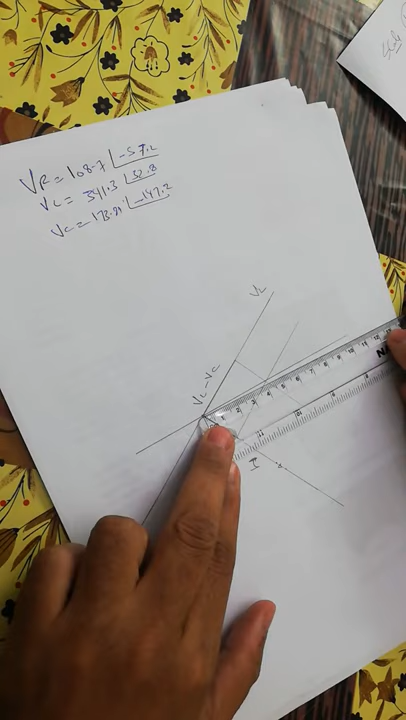 VR = 108.7 ∠-57.2
VL = 341.3 ∠32.8
VC = 173.91 ∠-147.2
VL
VL-VC
I